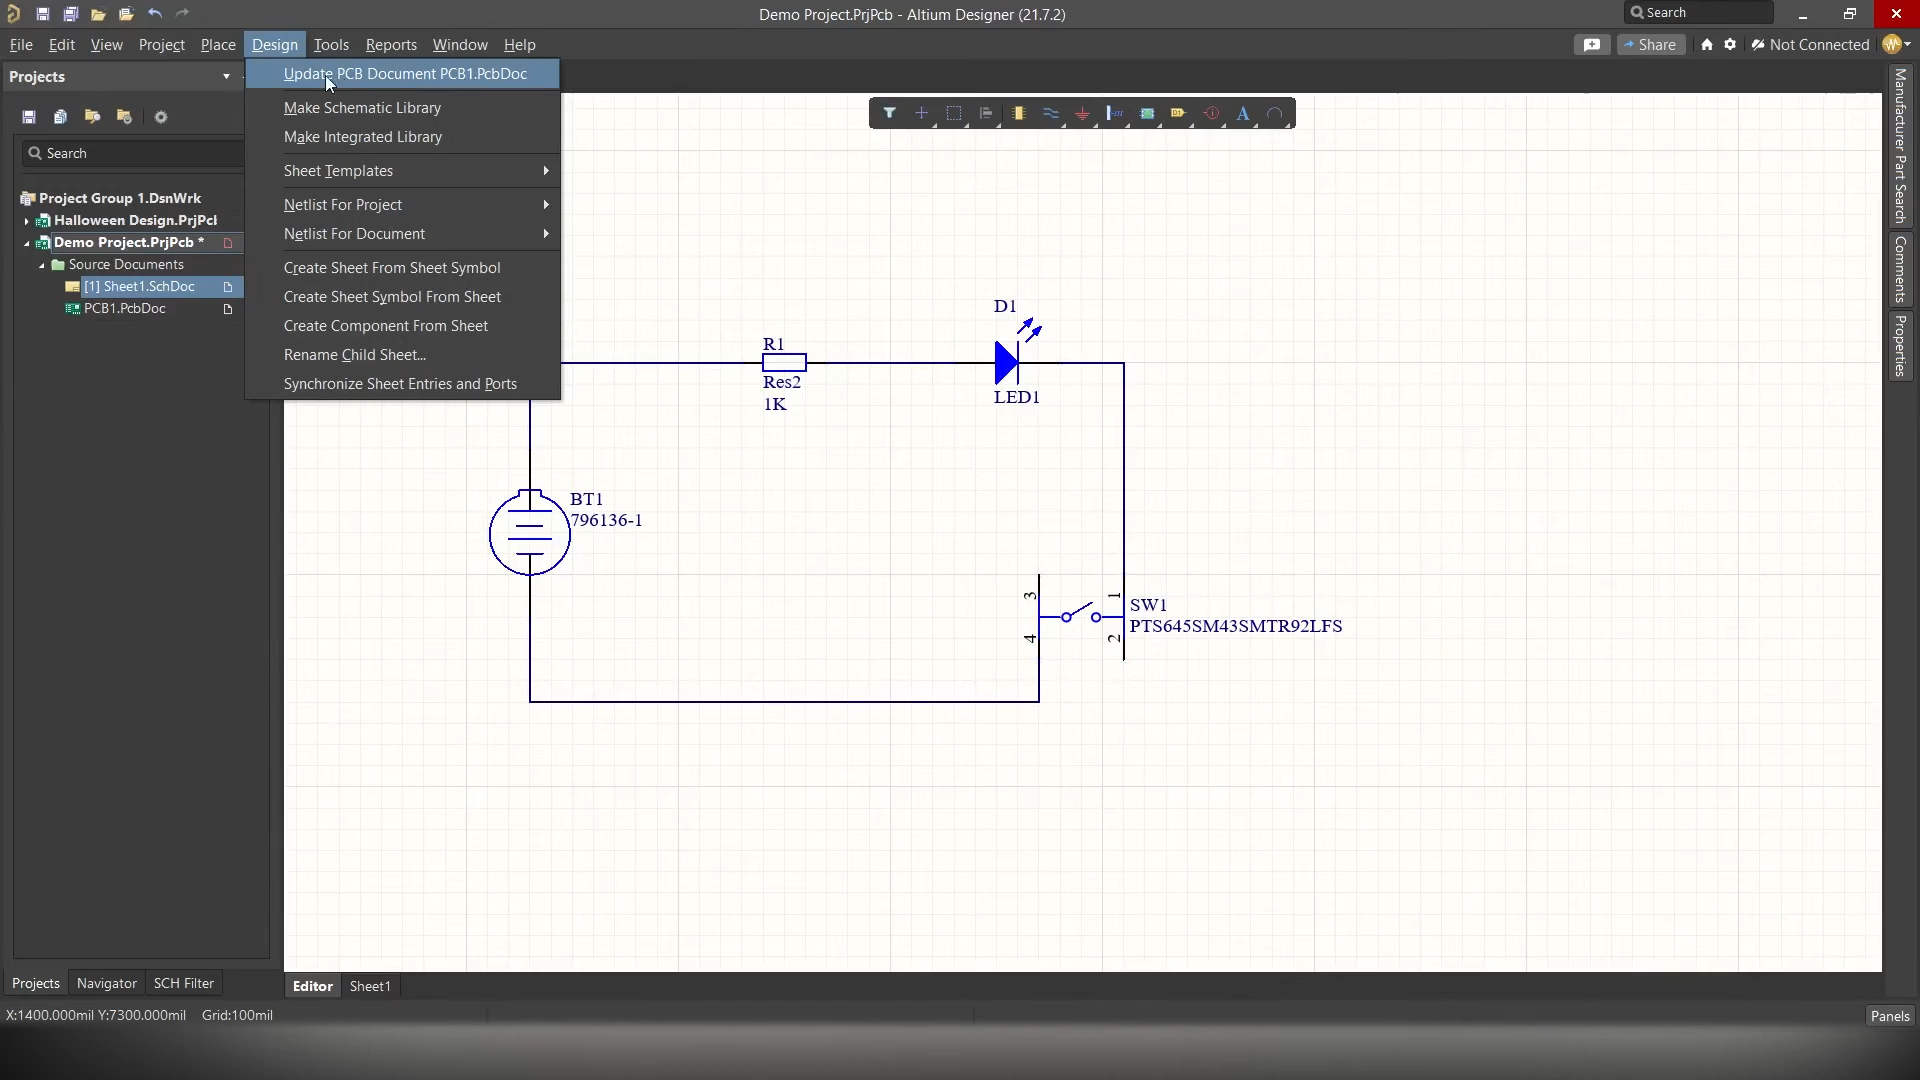 Demo Project.PrjPcb - Altium Designer (21.7.2)
Search
File Edit View Project Place Design Tools Reports Window Help
Share
Not Connected
Projects
Search
Project Group 1.DsnWrk
Halloween Design.PrjPcb
Demo Project.PrjPcb *
Source Documents
[1] Sheet1.SchDoc
PCB1.PcbDoc
Update PCB Document PCB1.PcbDoc
Make Schematic Library
Make Integrated Library
Sheet Templates
Netlist For Project
Netlist For Document
Create Sheet From Sheet Symbol
Create Sheet Symbol From Sheet
Create Component From Sheet
Rename Child Sheet...
Synchronize Sheet Entries and Ports
A
R1
Res2
1K
D1
LED1
BT1
796136-1
3
4
1
2
SW1
PTS645SM43SMTR92LFS
Manufacturer Part Search
Comments
Properties
Projects Navigator SCH Filter
Editor Sheet1
X:1400.000mil Y:7300.000mil Grid:100mil
Panels